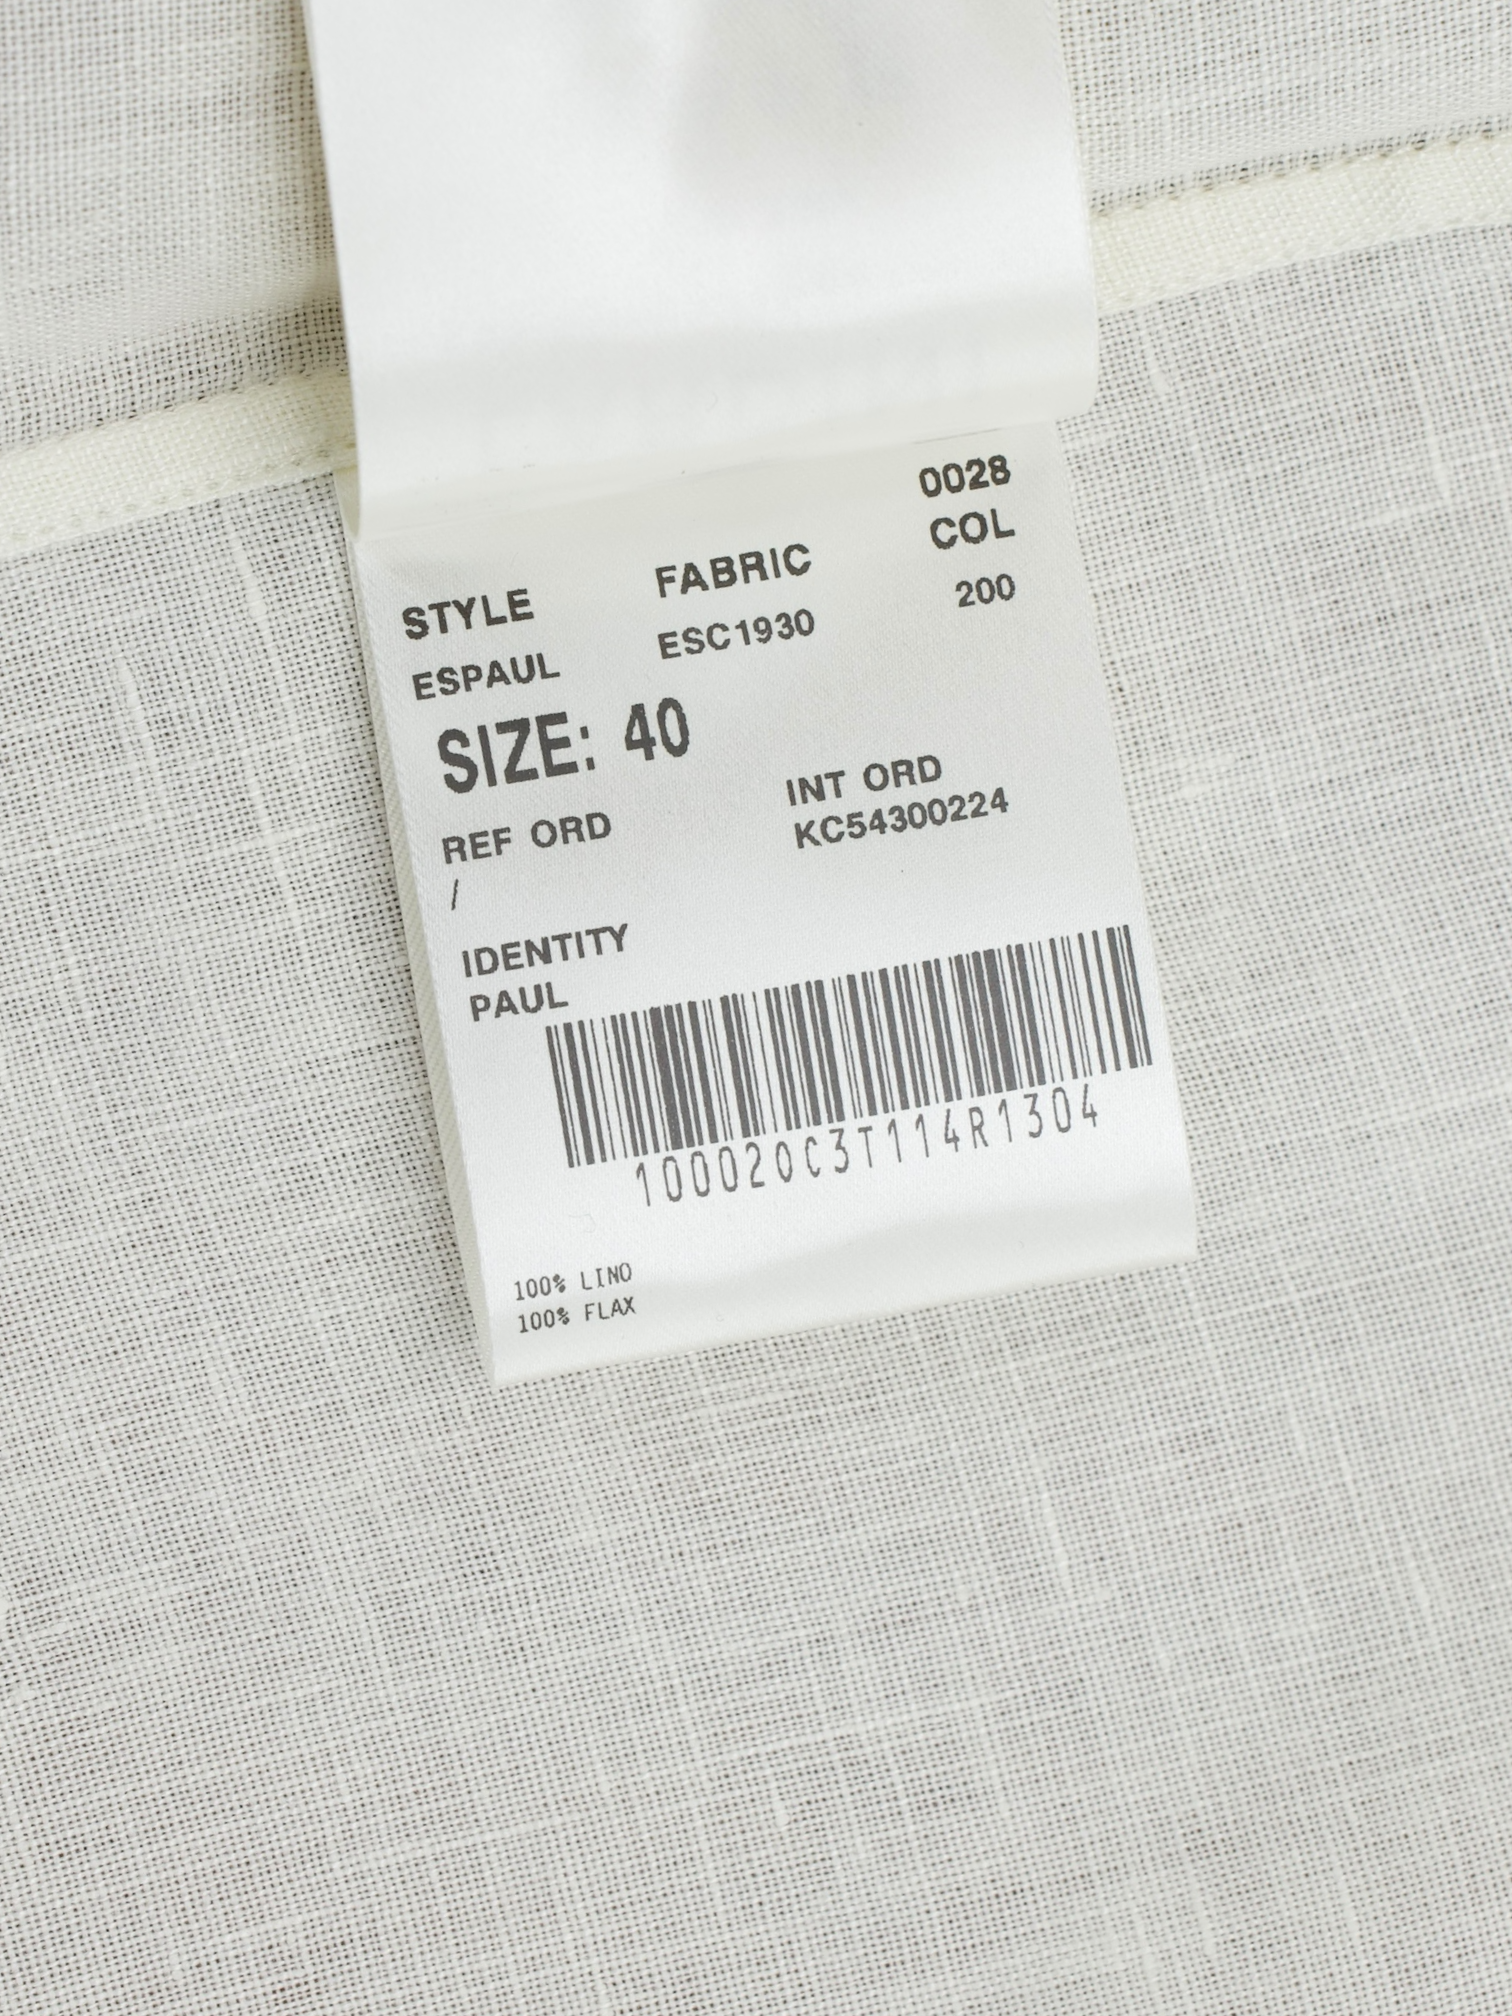 0028
STYLE FABRIC COL
ESPAUL ESC1930 200
SIZE: 40
REF ORD INT ORD
/ KC54300224
IDENTITY
PAUL
100020C3T114R1304
100% LINO
100% FLAX